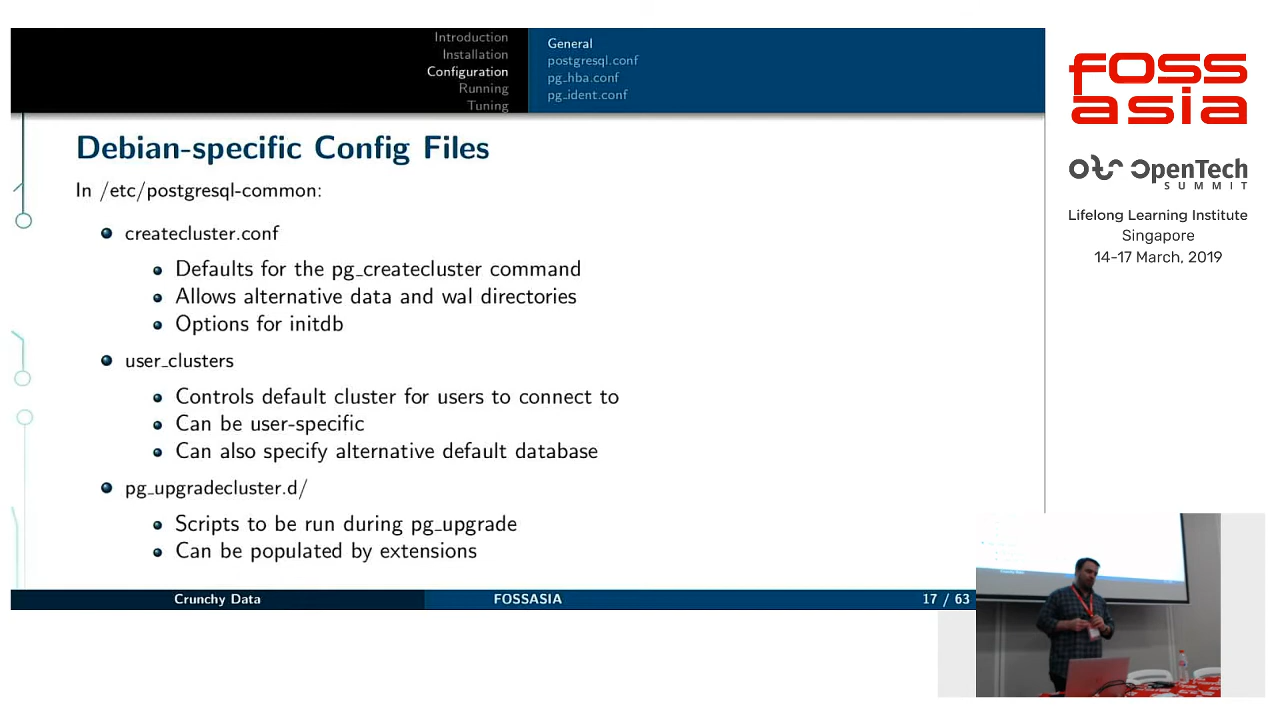 Introduction
Installation
Configuration
Running
Tuning
General
postgresql.conf
pg_hba.conf
pg_ident.conf
Debian-specific Config Files
In /etc/postgresql-common:
createcluster.conf
Defaults for the pg_createcluster command
Allows alternative data and wal directories
Options for initdb
user_clusters
Controls default cluster for users to connect to
Can be user-specific
Can also specify alternative default database
pg_upgradecluster.d/
Scripts to be run during pg_upgrade
Can be populated by extensions
Crunchy Data
FOSSASIA
17 / 63
FOSS
asia
OpenTech
SUMMIT
Lifelong Learning Institute
Singapore
14-17 March, 2019